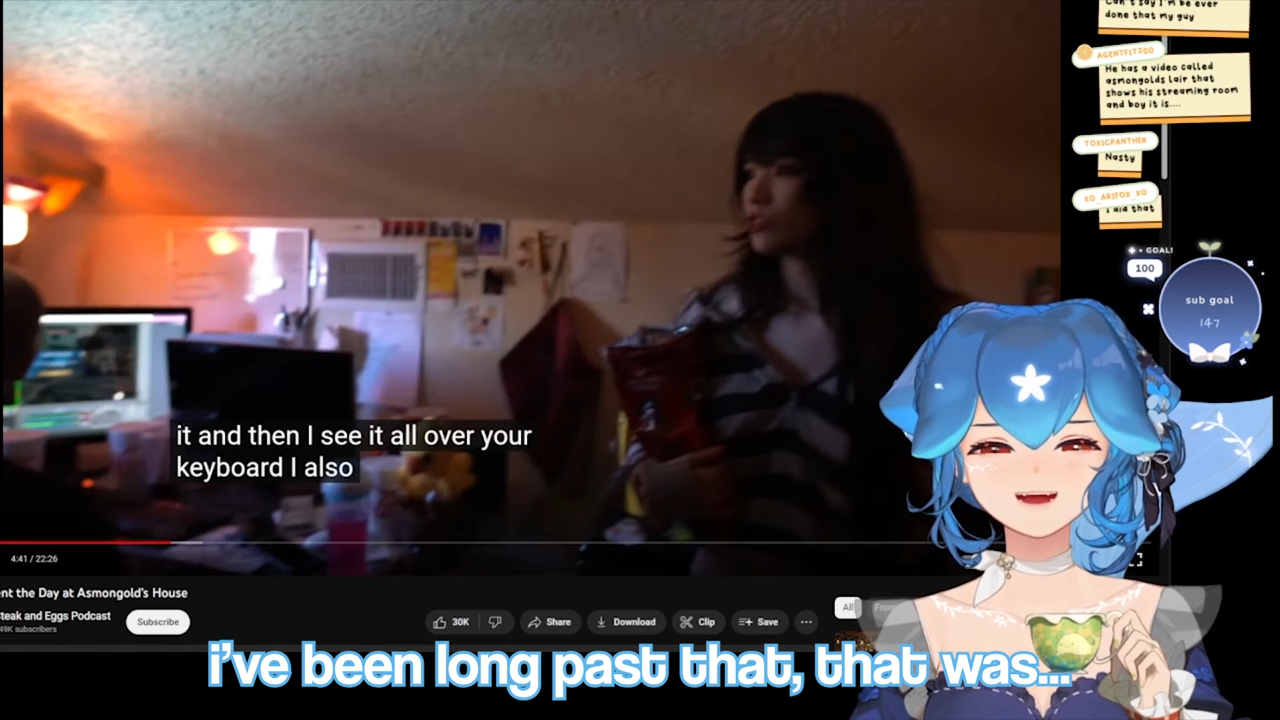 Can't say I'm be ever
done that my guy
AGENTFIT200
He has a video called
asmongolds lair that
shows his streaming room
and boy it is....
TOXICPANTHER
Nasty
XO_ABIFOX_XO
I did that
• GOAL!
100
sub goal
147
it and then I see it all over your
keyboard I also
4:41 / 22:26
nt the Day at Asmongold's House
teak and Eggs Podcast
49K subscribers
Subscribe
30K
Share
Download
Clip
Save
All
From
i've been long past that, that was...